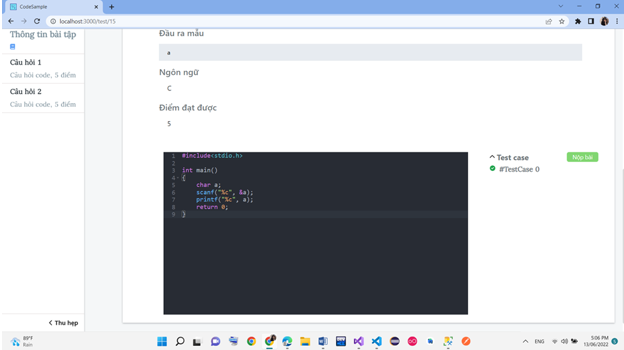 CodeSample
localhost:3000/test/15
Thông tin bài tập
Câu hỏi 1
Câu hỏi code, 5 điểm
Câu hỏi 2
Câu hỏi code, 5 điểm
Thu hẹp
Đầu ra mẫu
a
Ngôn ngữ
C
Điểm đạt được
5
1 #include<stdio.h>
2
3 int main()
4 {
5 char a;
6 scanf("%c", &a);
7 printf("%c", a);
8 return 0;
9 }
Test case
Nộp bài
#TestCase 0
89°F
Rain
ENG
5:06 PM
13/06/2022